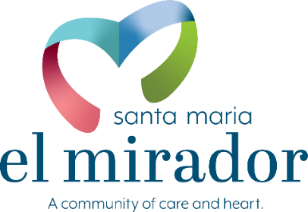 santa maria
el mirador
A community of care and heart.